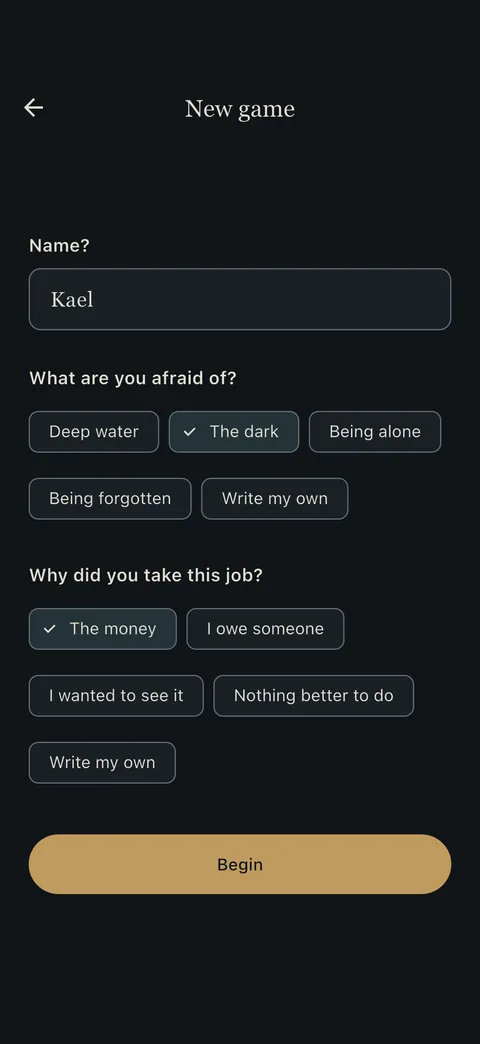 New game
Name?
Kael
What are you afraid of?
Deep water
The dark
Being alone
Being forgotten
Write my own
Why did you take this job?
The money
I owe someone
I wanted to see it
Nothing better to do
Write my own
Begin